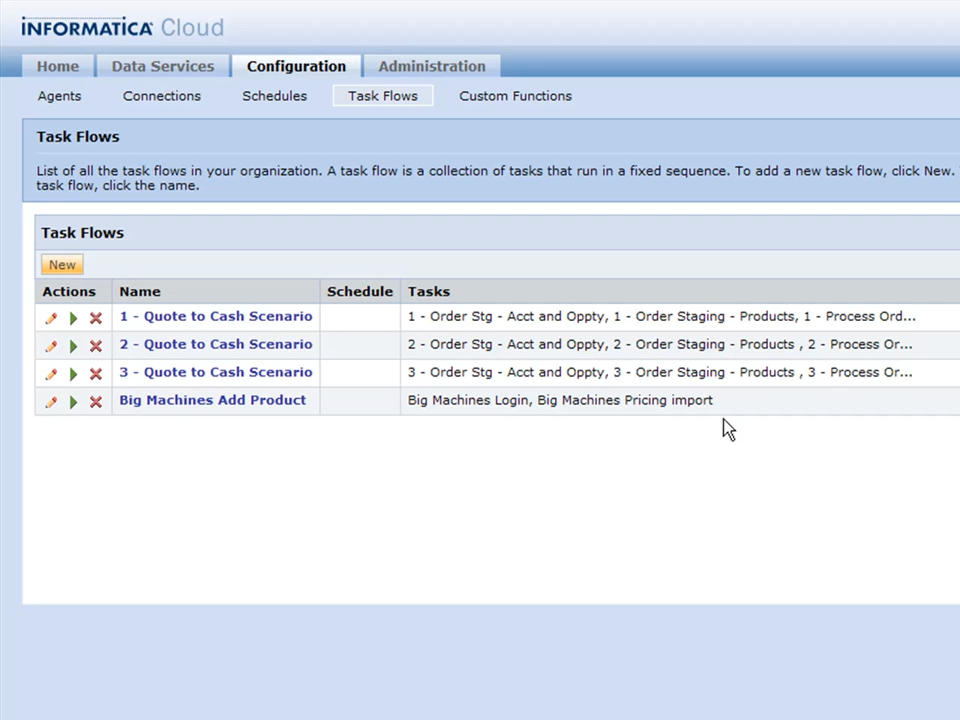 INFORMATICA Cloud
Home Data Services Configuration Administration
Agents Connections Schedules Task Flows Custom Functions
Task Flows
List of all the task flows in your organization. A task flow is a collection of tasks that run in a fixed sequence. To add a new task flow, click New.
task flow, click the name.
Task Flows
New
Actions Name Schedule Tasks
1 - Quote to Cash Scenario 1 - Order Stg - Acct and Oppty, 1 - Order Staging - Products, 1 - Process Ord...
2 - Quote to Cash Scenario 2 - Order Stg - Acct and Oppty, 2 - Order Staging - Products , 2 - Process Or...
3 - Quote to Cash Scenario 3 - Order Stg - Acct and Oppty, 3 - Order Staging - Products , 3 - Process Or...
Big Machines Add Product Big Machines Login, Big Machines Pricing import